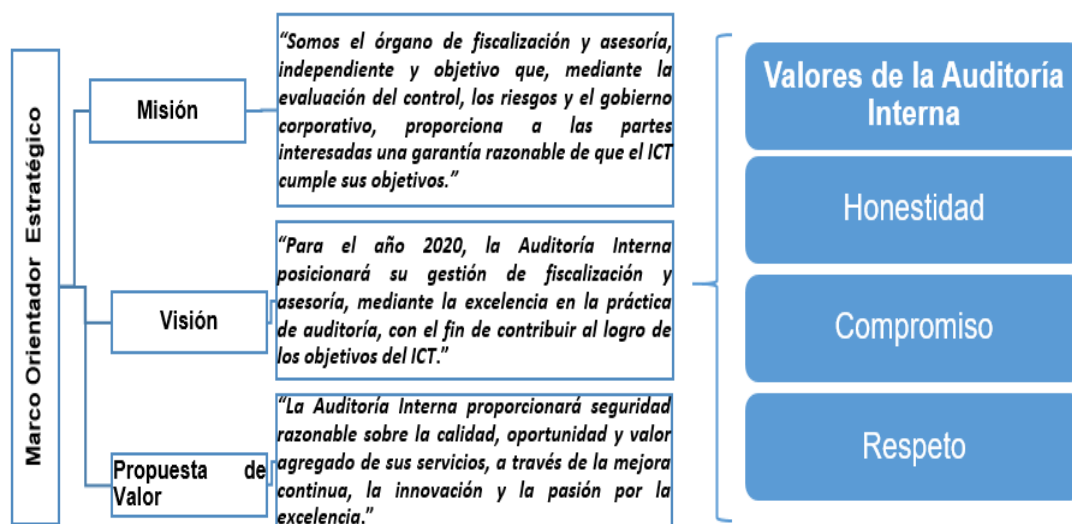 Marco Orientador Estratégico
Misión
“Somos el órgano de fiscalización y asesoría,
independiente y objetivo que, mediante la
evaluación del control, los riesgos y el gobierno
corporativo, proporciona a las partes
interesadas una garantía razonable de que el ICT
cumple sus objetivos.”
Visión
“Para el año 2020, la Auditoría Interna
posicionará su gestión de fiscalización y
asesoría, mediante la excelencia en la práctica
de auditoría, con el fin de contribuir al logro de
los objetivos del ICT.”
Propuesta de
Valor
“La Auditoría Interna proporcionará seguridad
razonable sobre la calidad, oportunidad y valor
agregado de sus servicios, a través de la mejora
continua, la innovación y la pasión por la
excelencia.”
Valores de la Auditoría
Interna
Honestidad
Compromiso
Respeto